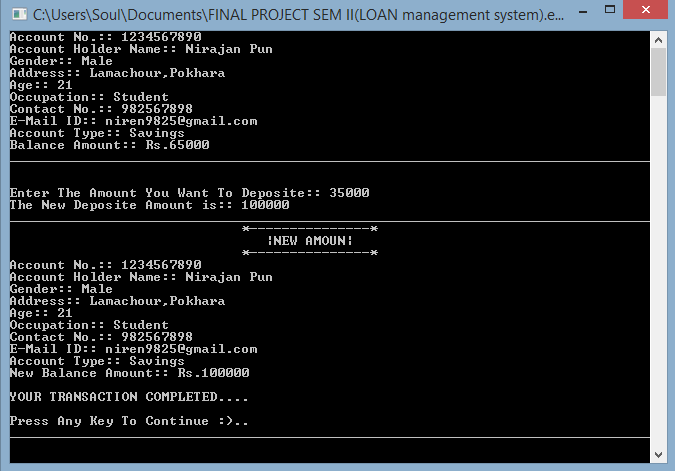 C:\Users\Soul\Documents\FINAL PROJECT SEM II(LOAN management system).e...
Account No.:: 1234567890
Account Holder Name:: Nirajan Pun
Gender:: Male
Address:: Lamachour,Pokhara
Age:: 21
Occupation:: Student
Contact No.:: 982567898
E-Mail ID:: niren9825@gmail.com
Account Type:: Savings
Balance Amount:: Rs.65000
Enter The Amount You Want To Deposite:: 35000
The New Deposite Amount is:: 100000
*---------------*
¦NEW AMOUN¦
*---------------*
Account No.:: 1234567890
Account Holder Name:: Nirajan Pun
Gender:: Male
Address:: Lamachour,Pokhara
Age:: 21
Occupation:: Student
Contact No.:: 982567898
E-Mail ID:: niren9825@gmail.com
Account Type:: Savings
New Balance Amount:: Rs.100000
YOUR TRANSACTION COMPLETED....
Press Any Key To Continue :)..